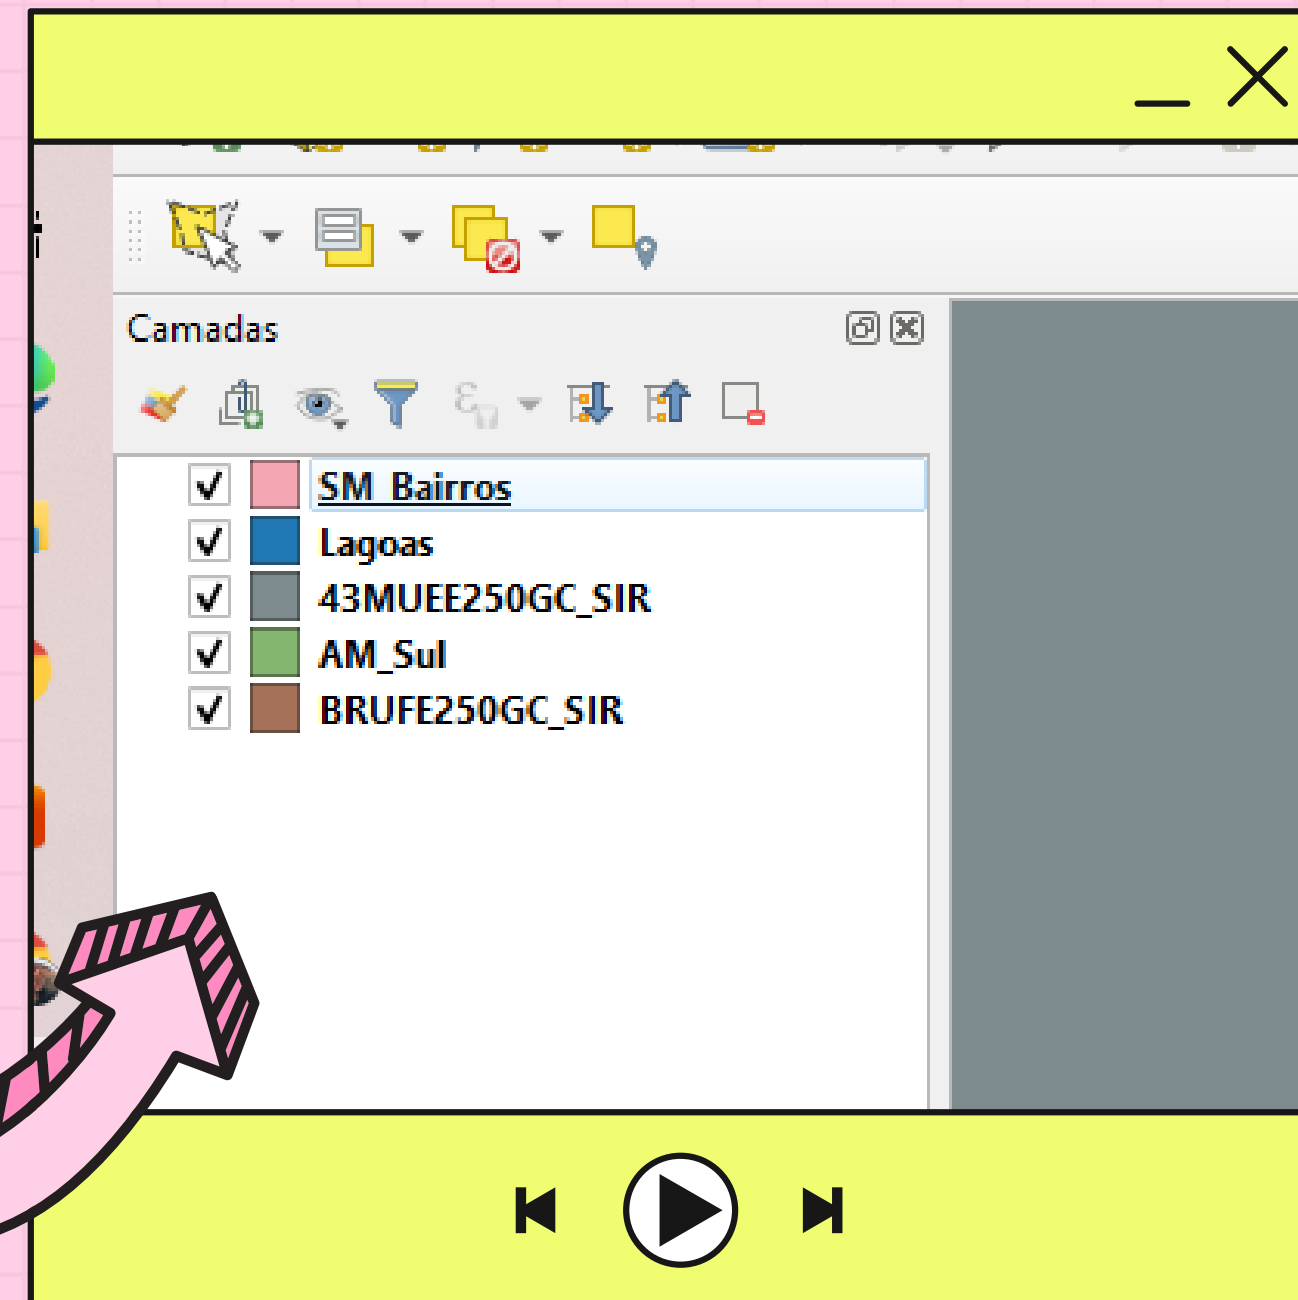 Camadas
SM_Bairros
Lagoas
43MUEE250GC_SIR
AM_Sul
BRUFE250GC_SIR